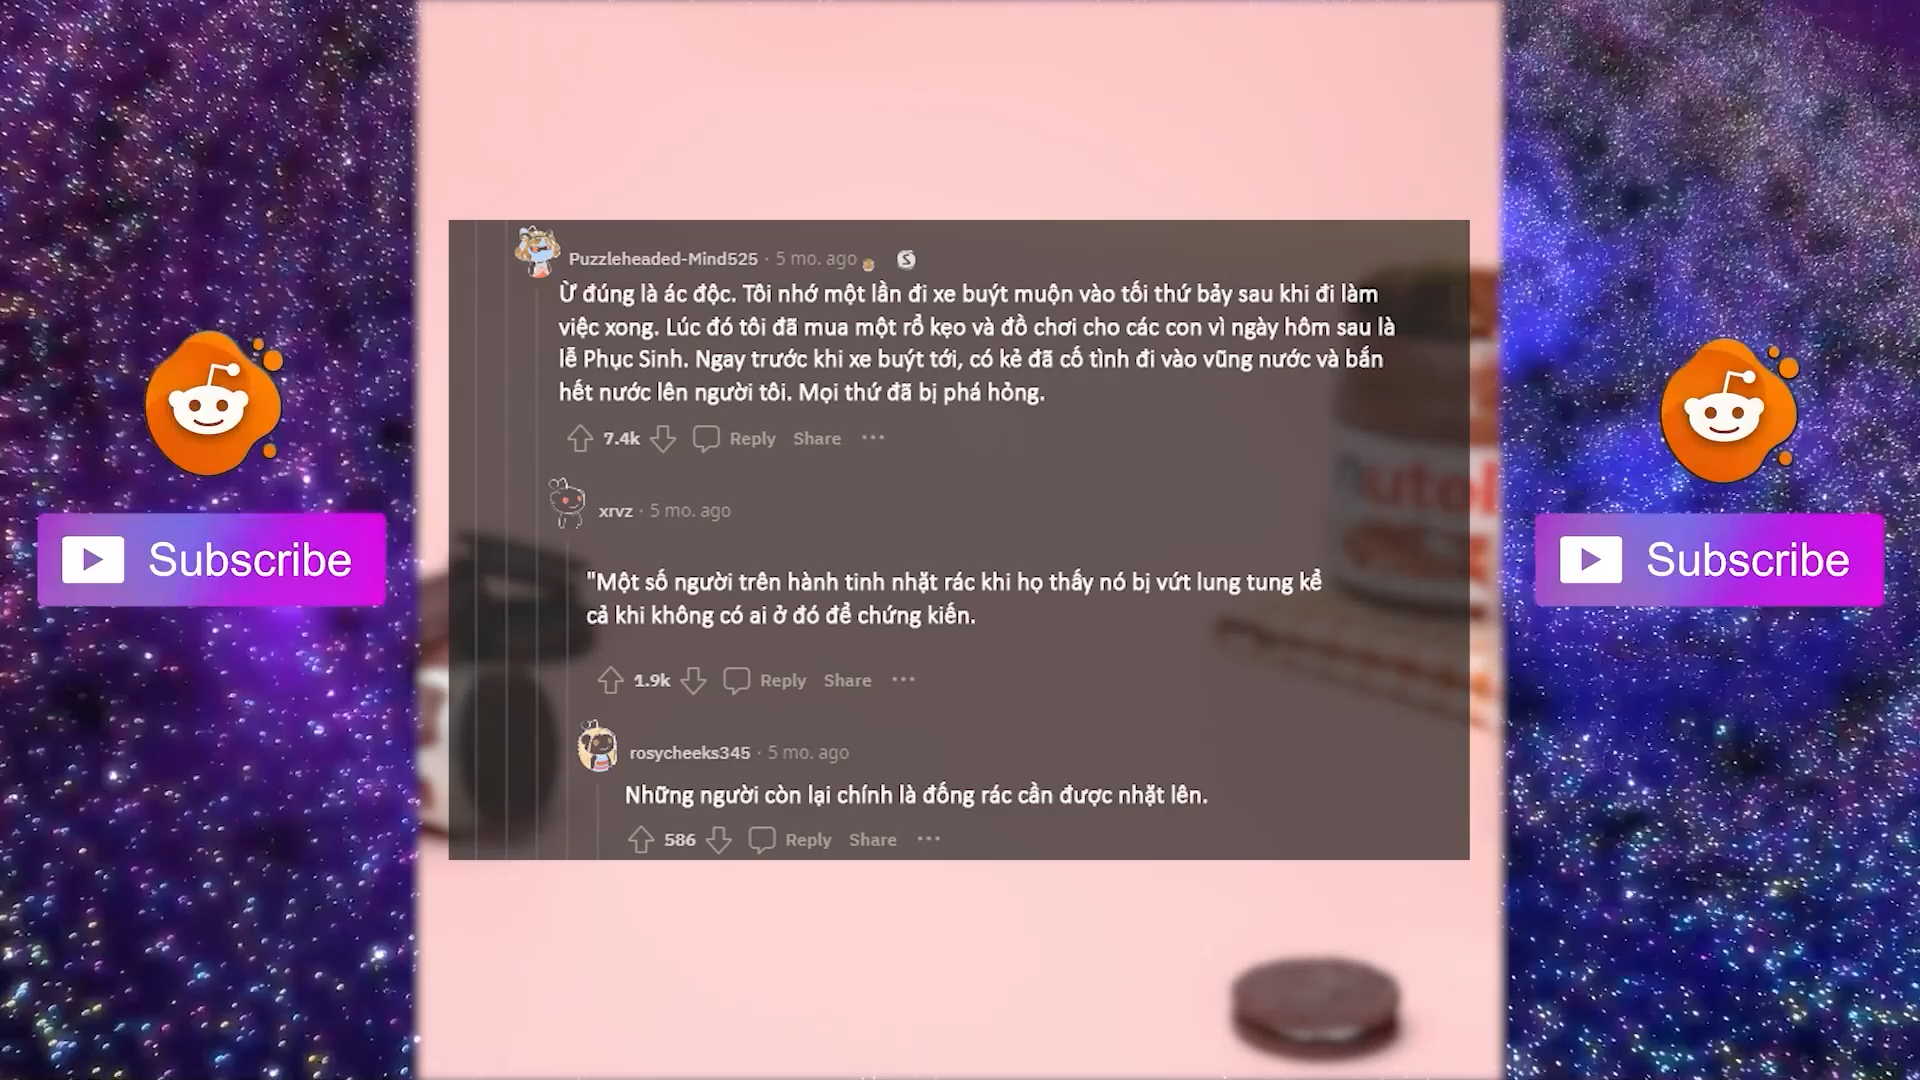 Puzzleheaded-Mind525 · 5 mo. ago
Ừ đúng là ác độc. Tôi nhớ một lần đi xe buýt muộn vào tối thứ bảy sau khi đi làm
việc xong. Lúc đó tôi đã mua một rổ kẹo và đồ chơi cho các con vì ngày hôm sau là
lễ Phục Sinh. Ngay trước khi xe buýt tới, có kẻ đã cố tình đi vào vũng nước và bắn
hết nước lên người tôi. Mọi thứ đã bị phá hỏng.
7.4k Reply Share ···
xrvz · 5 mo. ago
Subscribe
Subscribe
"Một số người trên hành tinh nhặt rác khi họ thấy nó bị vứt lung tung kể
cả khi không có ai ở đó để chứng kiến.
1.9k Reply Share ···
rosycheeks345 · 5 mo. ago
Những người còn lại chính là đống rác cần được nhặt lên.
586 Reply Share ···